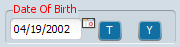 Date Of Birth
04/19/2002 T Y